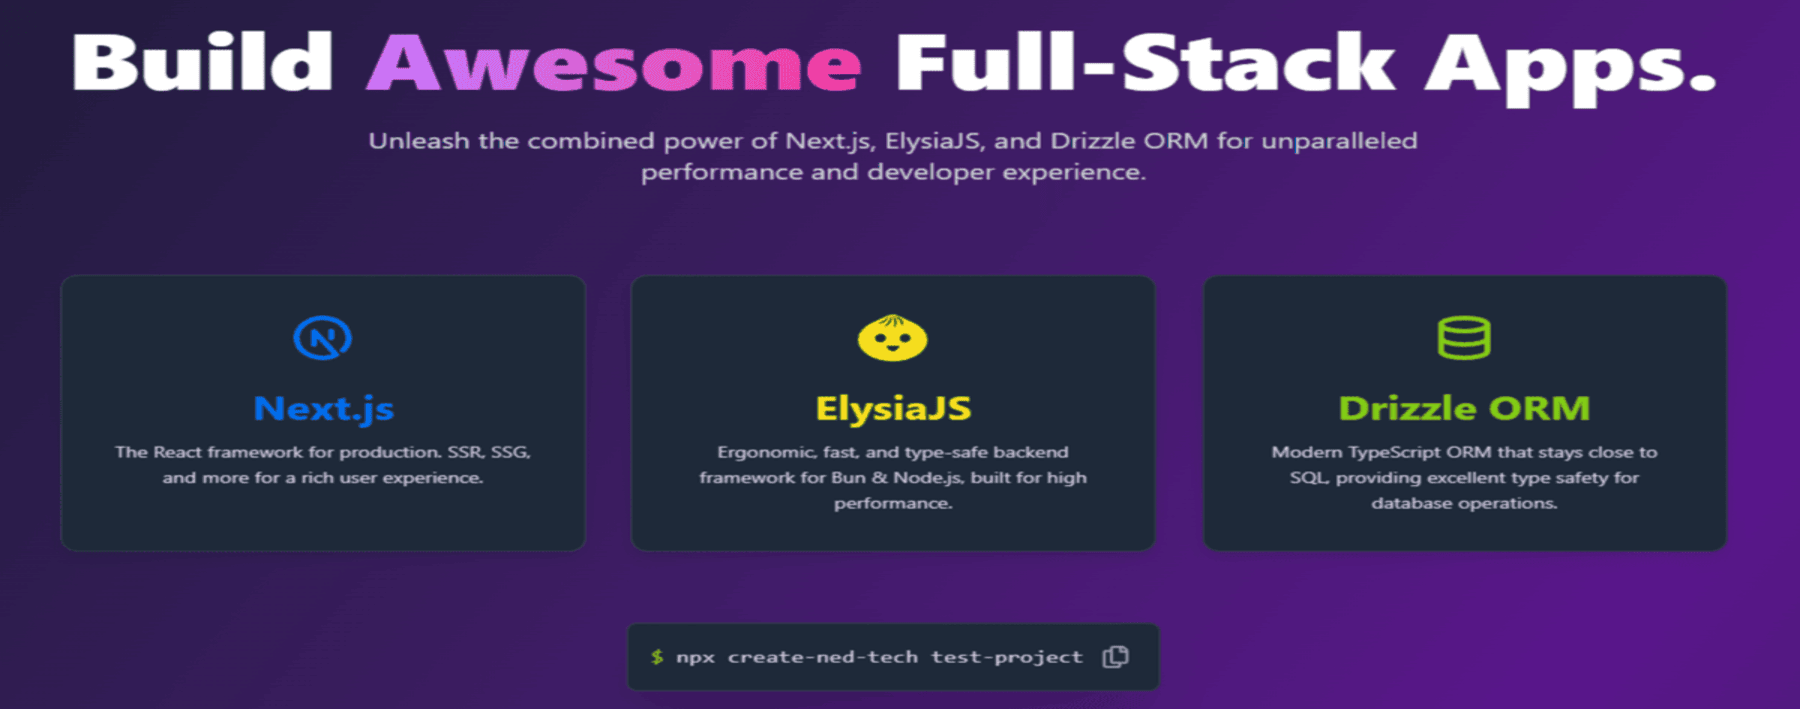 Build Awesome Full-Stack Apps.
Unleash the combined power of Next.js, ElysiaJS, and Drizzle ORM for unparalleled
performance and developer experience.
N
Next.js
The React framework for production. SSR, SSG,
and more for a rich user experience.
ElysiaJS
Ergonomic, fast, and type-safe backend
framework for Bun & Node.js, built for high
performance.
Drizzle ORM
Modern TypeScript ORM that stays close to
SQL, providing excellent type safety for
database operations.
$ npx create-ned-tech test-project